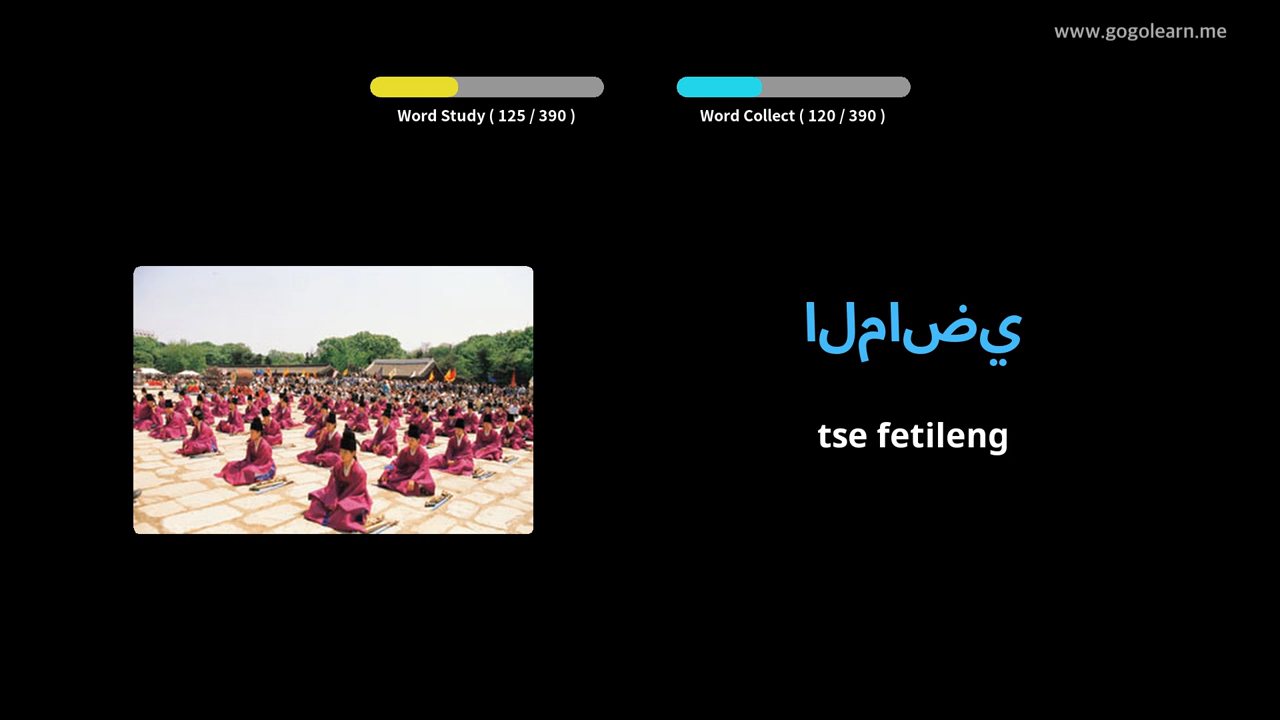 www.gogolearn.me
Word Study ( 125 / 390 )
Word Collect ( 120 / 390 )
الماضي
tse fetileng